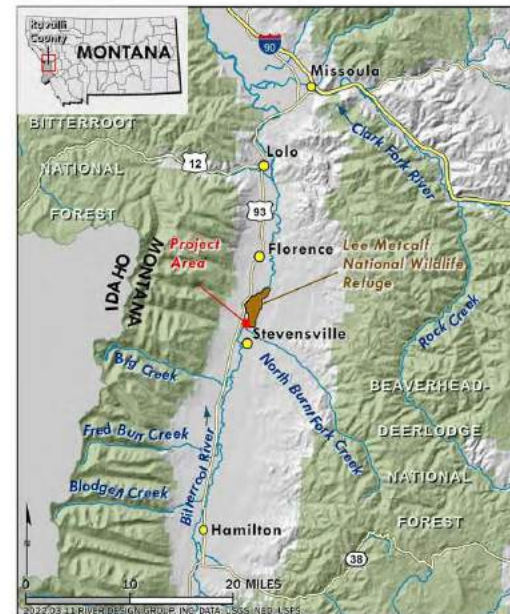 Ravalli
County
MONTANA
90
Missoula
BITTERROOT
Clark Fork River
Lolo
12
NATIONAL
FOREST
93
Project
Area
Florence
Lee Metcalf
National Wildlife
Refuge
MONTANA
IDAHO
Stevensville
Rock Creek
Big Creek
North Burnt Fork Creek
BEAVERHEAD-
Fred Burr Creek
DEERLODGE
Bitterroot River
NATIONAL
Blodgett Creek
FOREST
Hamilton
38
0
20 MILES
2022.03.11 RIVER DESIGN GROUP, INC. DATA: USGS NED, USFS